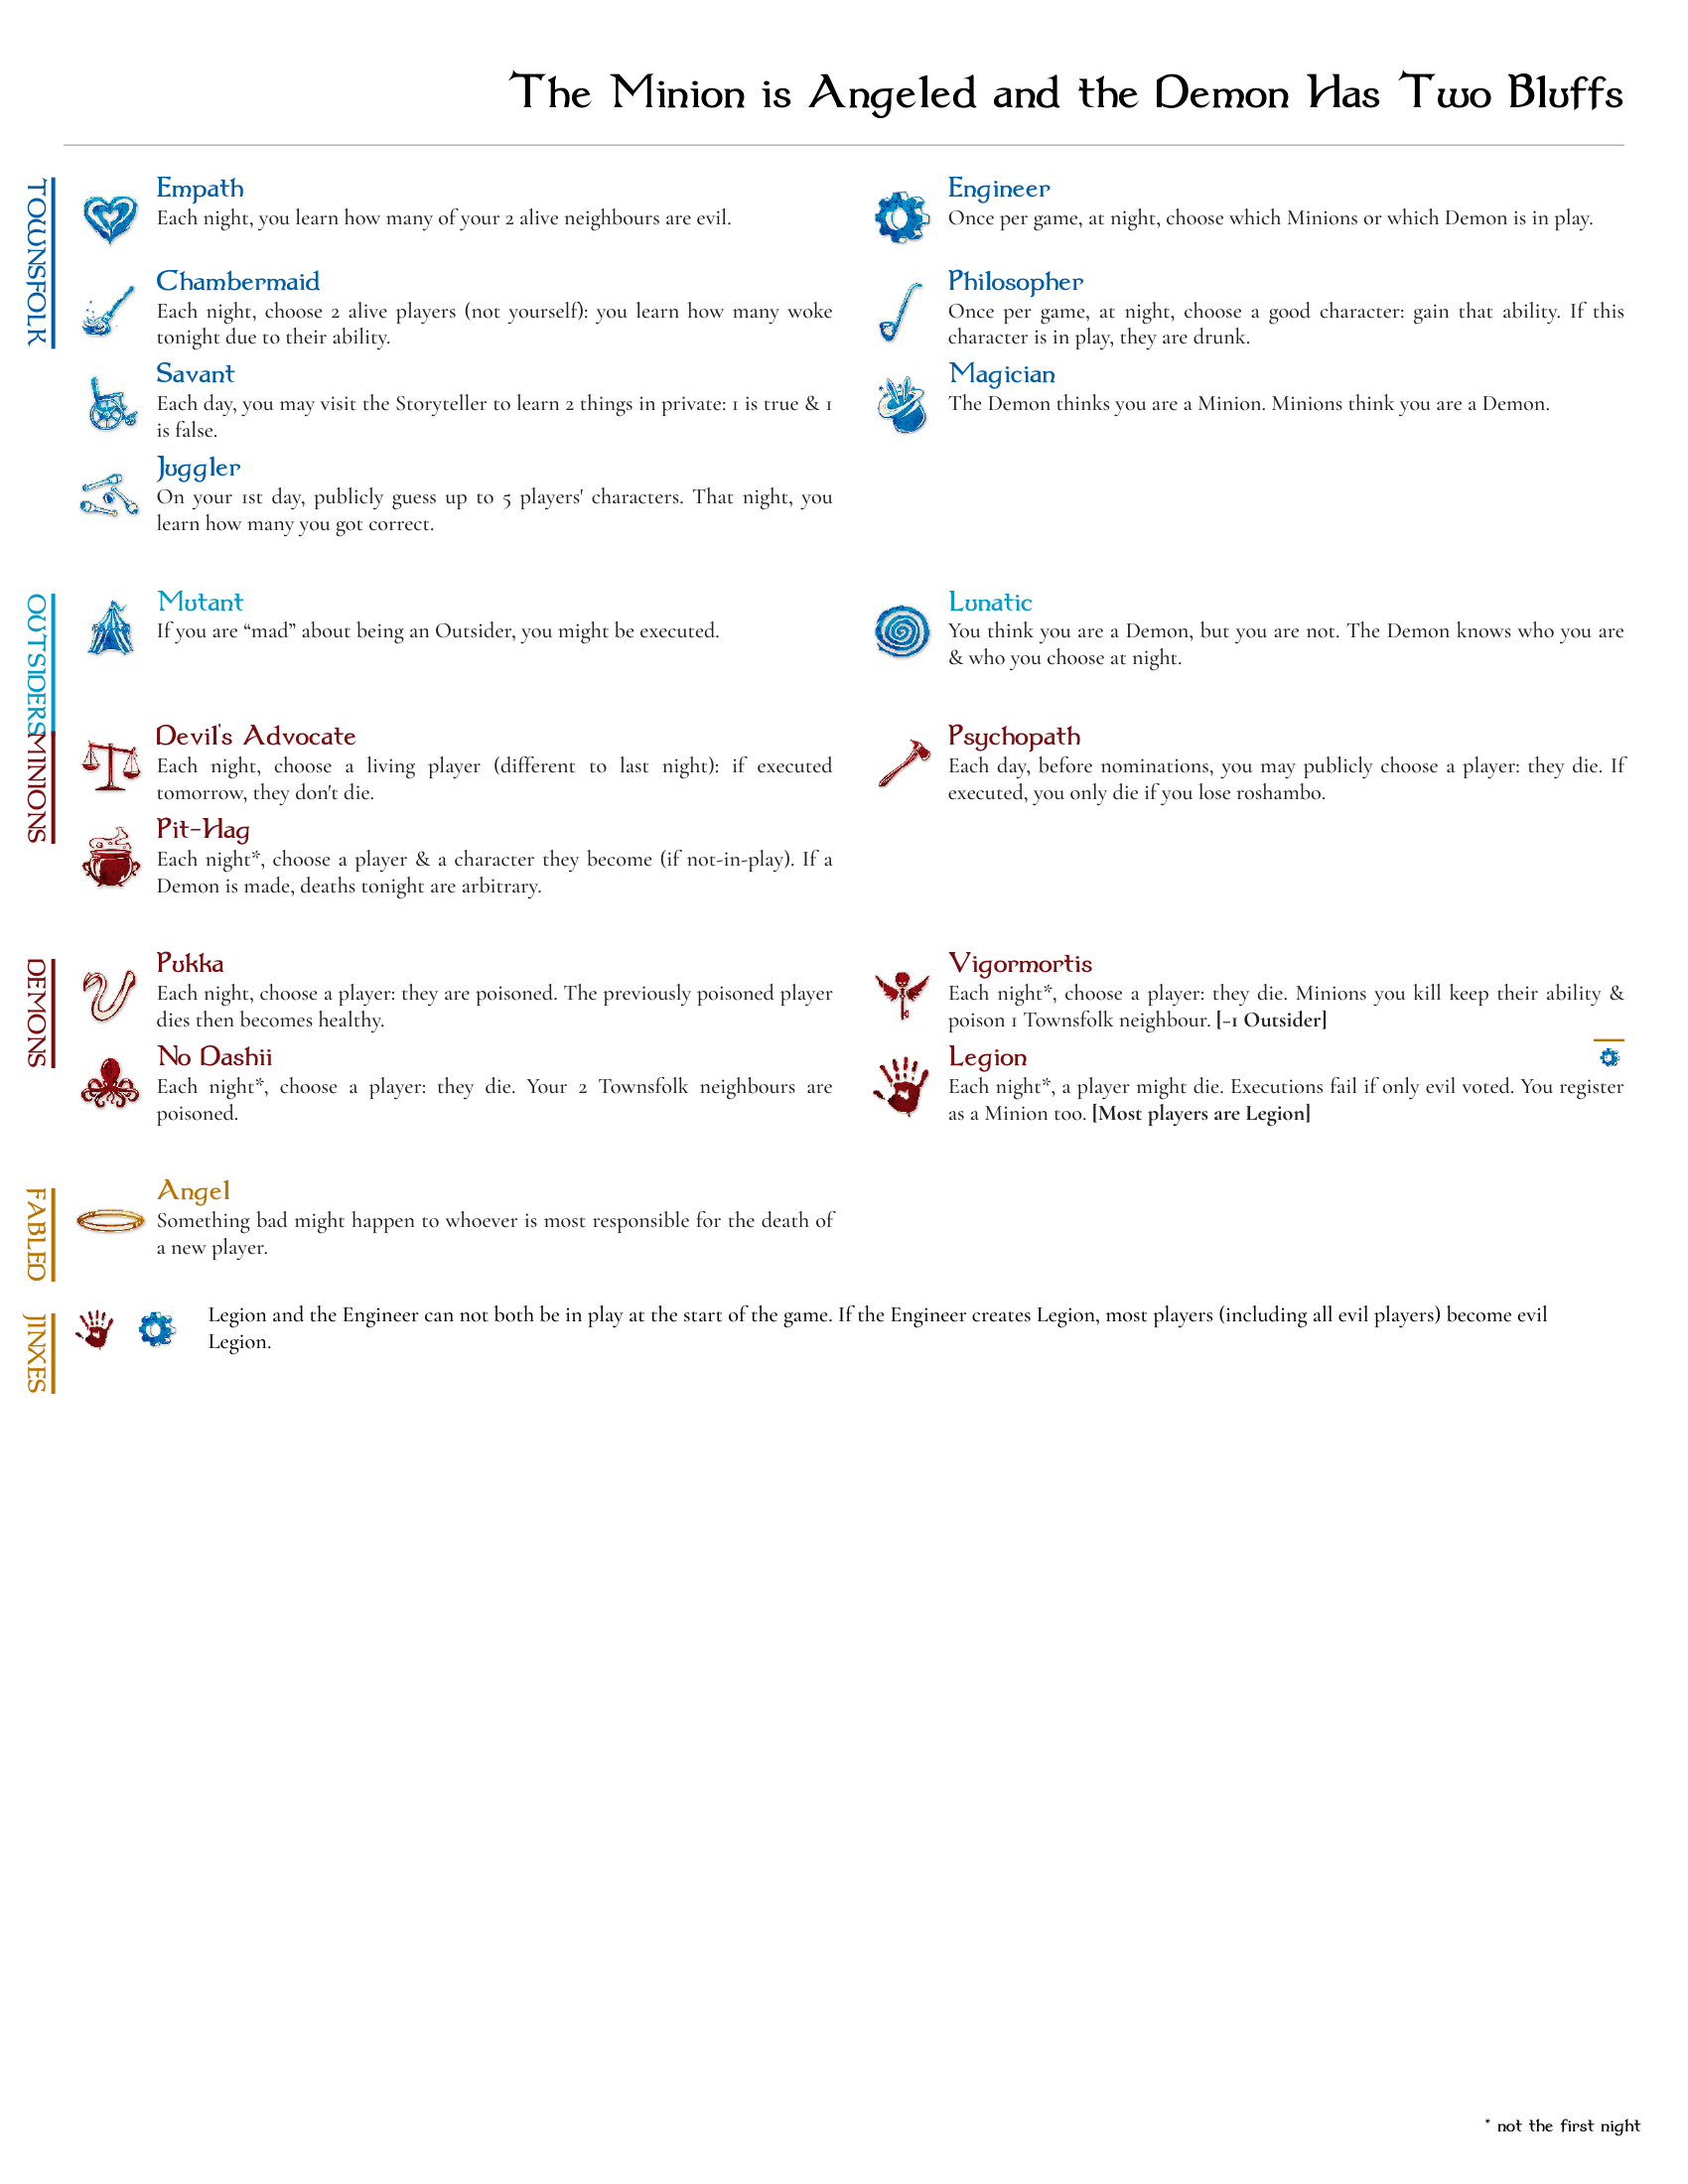 The Minion is Angeled and the Demon Has Two Bluffs
TOWNSFOLK
Empath
Each night, you learn how many of your 2 alive neighbours are evil.
Chambermaid
Each night, choose 2 alive players (not yourself): you learn how many woke
tonight due to their ability.
Savant
Each day, you may visit the Storyteller to learn 2 things in private: 1 is true & 1
is false.
Juggler
On your 1st day, publicly guess up to 5 players' characters. That night, you
learn how many you got correct.
Engineer
Once per game, at night, choose which Minions or which Demon is in play.
Philosopher
Once per game, at night, choose a good character: gain that ability. If this
character is in play, they are drunk.
Magician
The Demon thinks you are a Minion. Minions think you are a Demon.
OUTSIDERS
Mutant
If you are “mad” about being an Outsider, you might be executed.
Lunatic
You think you are a Demon, but you are not. The Demon knows who you are
& who you choose at night.
MINIONS
Devil's Advocate
Each night, choose a living player (different to last night): if executed
tomorrow, they don't die.
Pit-Hag
Each night*, choose a player & a character they become (if not-in-play). If a
Demon is made, deaths tonight are arbitrary.
Psychopath
Each day, before nominations, you may publicly choose a player: they die. If
executed, you only die if you lose roshambo.
DEMONS
Pukka
Each night, choose a player: they are poisoned. The previously poisoned player
dies then becomes healthy.
No Dashii
Each night*, choose a player: they die. Your 2 Townsfolk neighbours are
poisoned.
Vigormortis
Each night*, choose a player: they die. Minions you kill keep their ability &
poison 1 Townsfolk neighbour. [-1 Outsider]
Legion
Each night*, a player might die. Executions fail if only evil voted. You register
as a Minion too. [Most players are Legion]
FABLED
Angel
Something bad might happen to whoever is most responsible for the death of
a new player.
JINXES
Legion and the Engineer can not both be in play at the start of the game. If the Engineer creates Legion, most players (including all evil players) become evil
Legion.
* not the first night